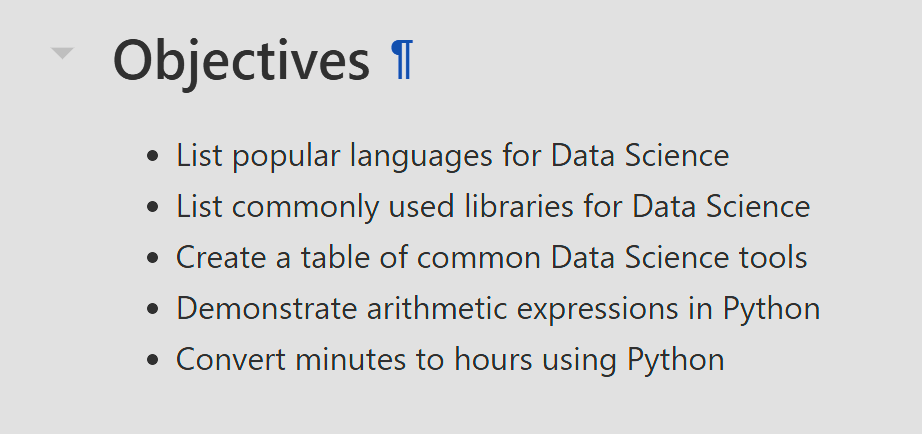 Objectives ¶
• List popular languages for Data Science
• List commonly used libraries for Data Science
• Create a table of common Data Science tools
• Demonstrate arithmetic expressions in Python
• Convert minutes to hours using Python